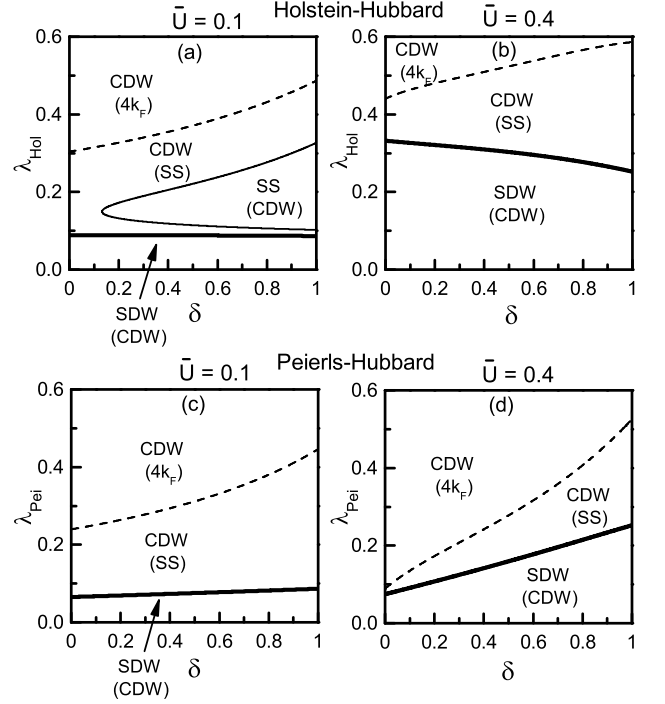 Holstein-Hubbard
Ū = 0.1
Ū = 0.4
(a)
(b)
0.6
0.4
0.2
0.0
λ_Hol
CDW
(4k_F)
CDW
(SS)
SS
(CDW)
SDW
(CDW)
0
0.2
0.4
0.6
0.8
1
δ
0.6
0.4
0.2
0.0
λ_Hol
CDW
(4k_F)
CDW
(SS)
SDW
(CDW)
0
0.2
0.4
0.6
0.8
1
δ
Peierls-Hubbard
Ū = 0.1
Ū = 0.4
(c)
(d)
0.6
0.4
0.2
0.0
λ_Pei
CDW
(4k_F)
CDW
(SS)
SDW
(CDW)
0
0.2
0.4
0.6
0.8
1
δ
0.6
0.4
0.2
0.0
λ_Pei
CDW
(4k_F)
CDW
(SS)
SDW
(CDW)
0
0.2
0.4
0.6
0.8
1
δ